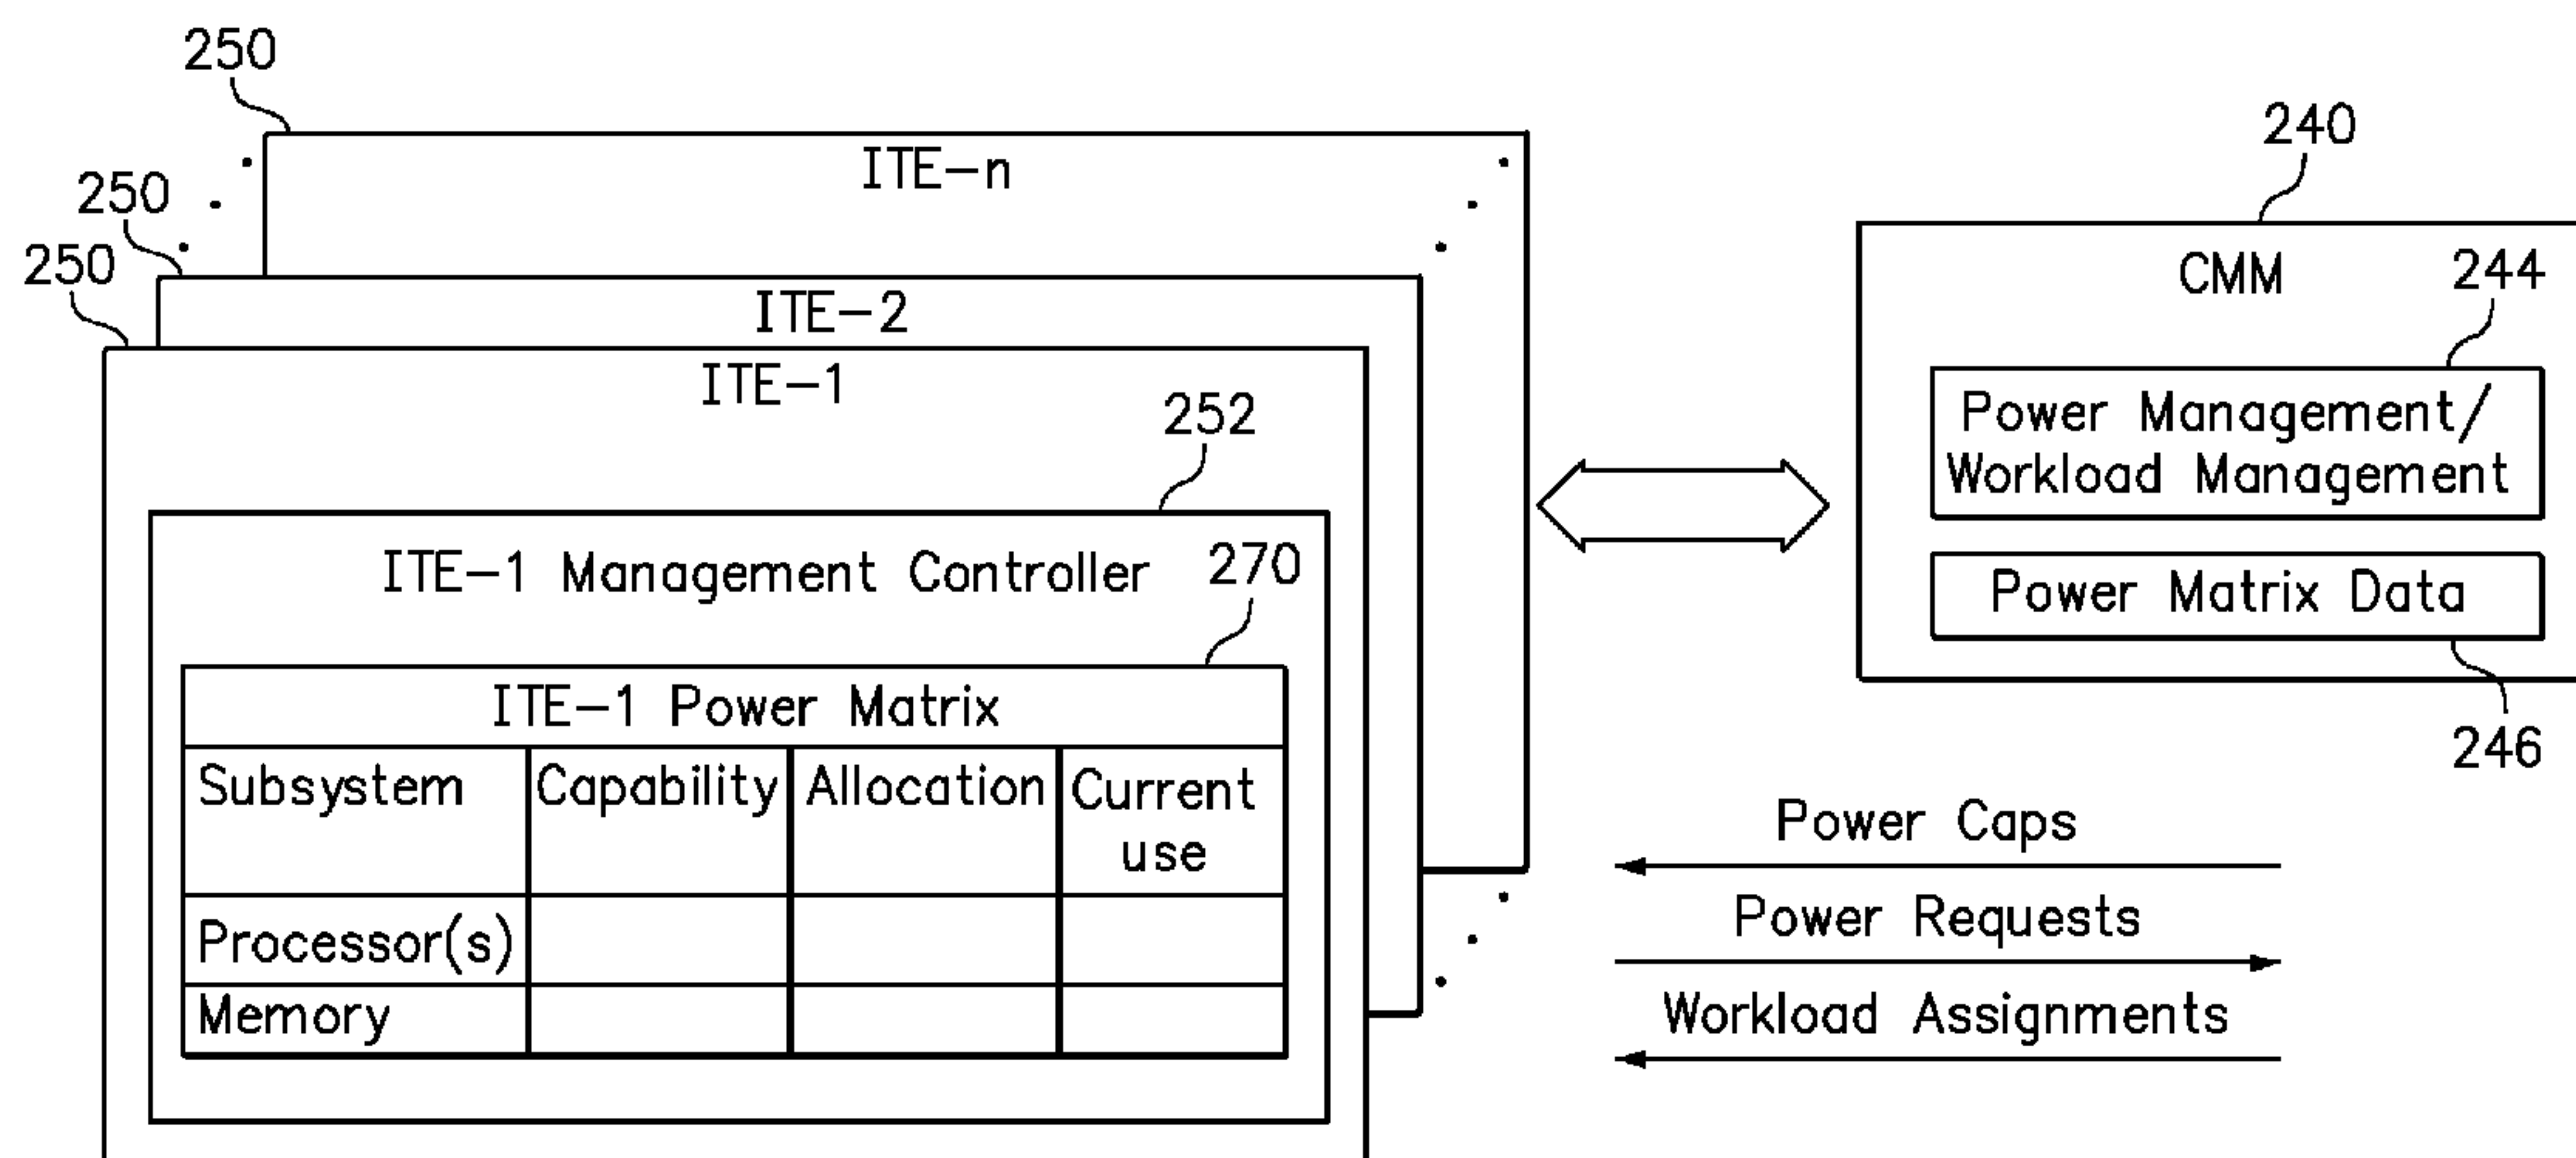 250
ITE-n
240
250
CMM
244
250
ITE-2
ITE-1
Power Management/
Workload Management
252
ITE-1 Management Controller
270
Power Matrix Data
246
ITE-1 Power Matrix
Subsystem
Capability
Allocation
Current
use
Processor(s)
Memory
Power Caps
Power Requests
Workload Assignments